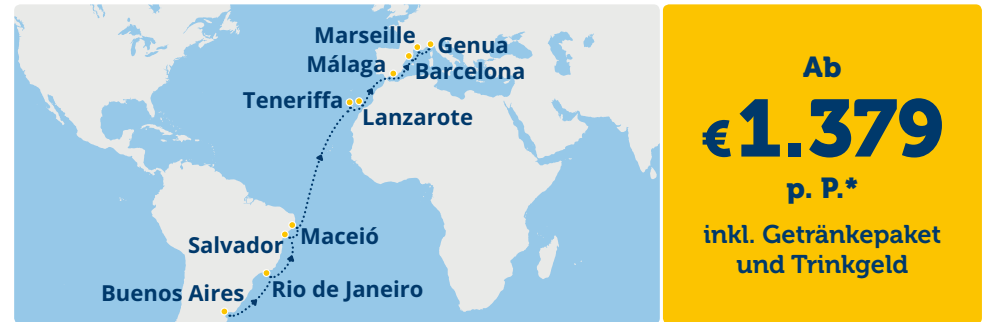 Marseille
Genua
Málaga
Barcelona
Teneriffa
Lanzarote
Salvador
Maceió
Buenos Aires
Rio de Janeiro
Ab
€1.379
p. P.*
inkl. Getränkepaket
und Trinkgeld